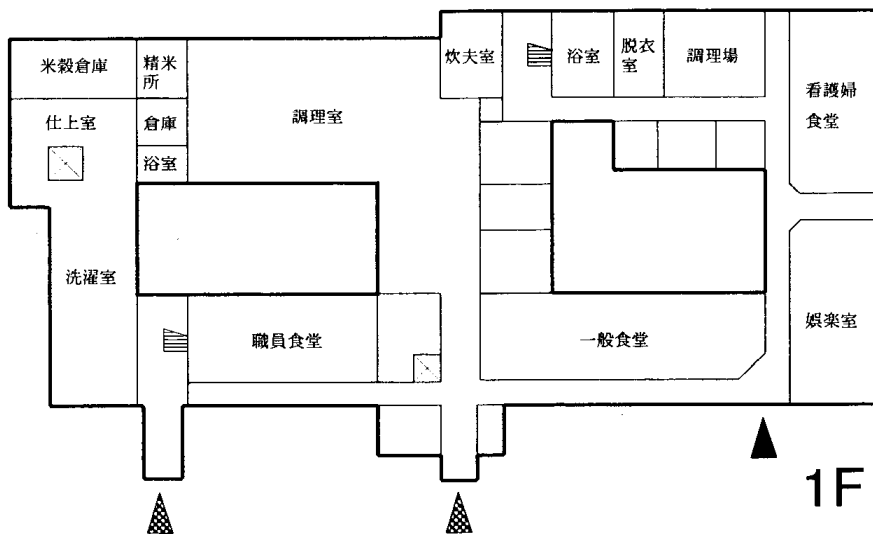 米穀倉庫
精米
所
炊夫室
浴室
脱衣
室
調理場
看護婦
食堂
仕上室
倉庫
調理室
浴室
洗濯室
職員食堂
一般食堂
娯楽室
1F